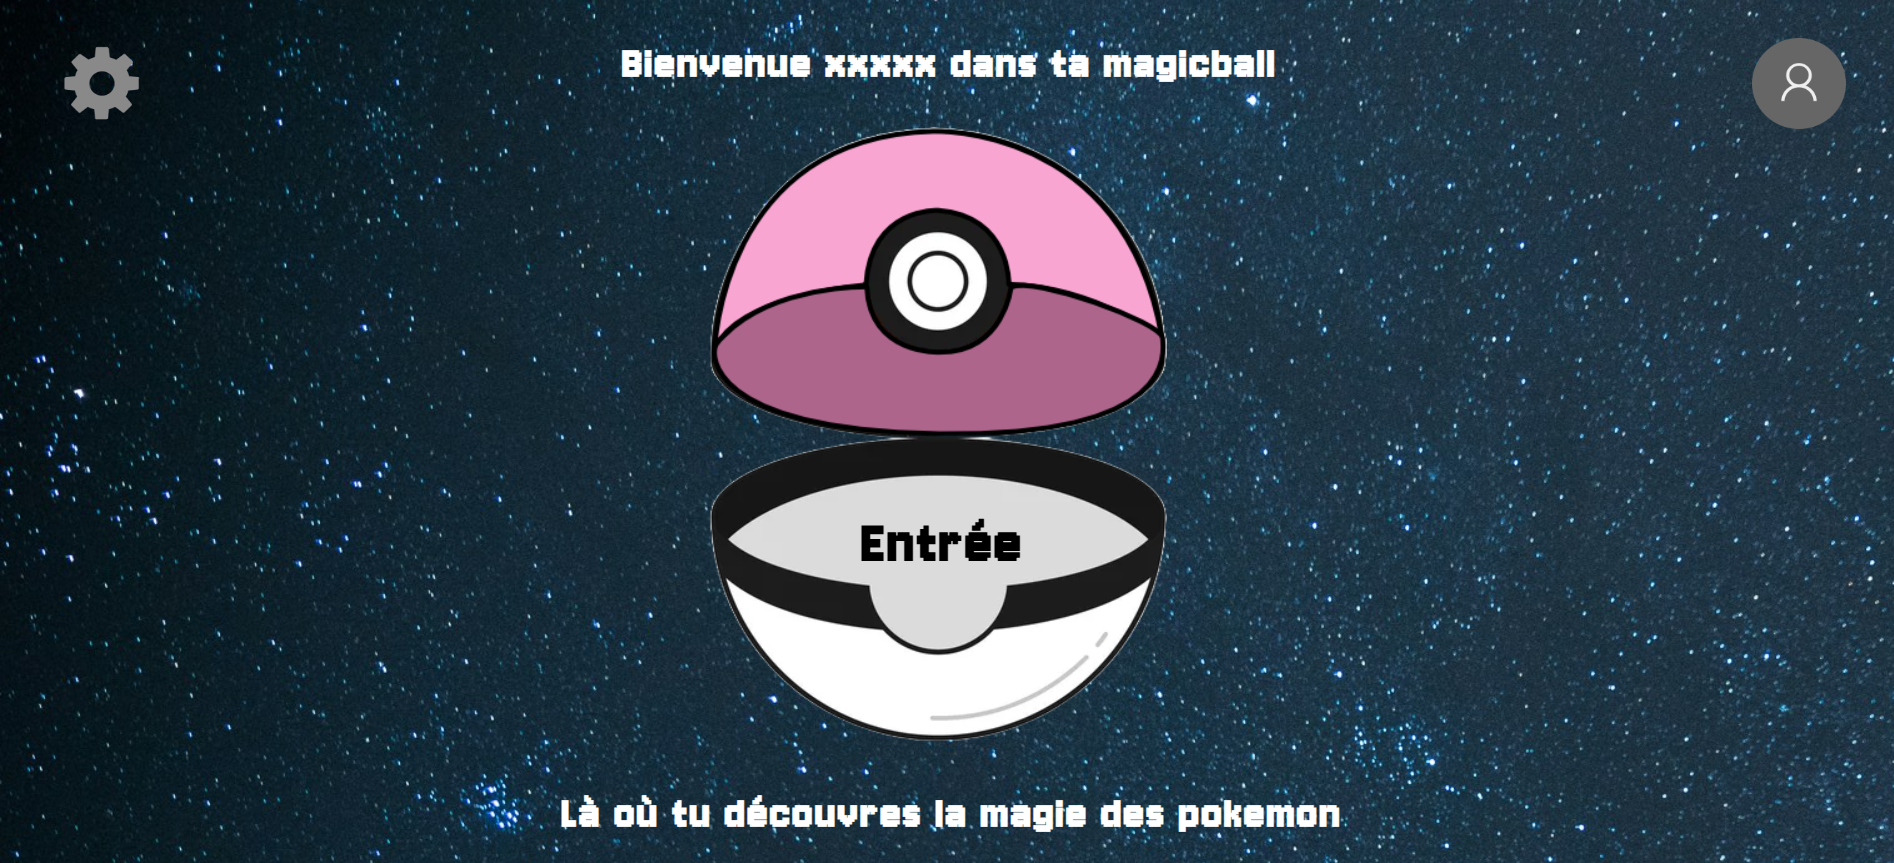 Bienvenue xxxxx dans ta magicball
Entrée
Là où tu découvres la magie des pokemon